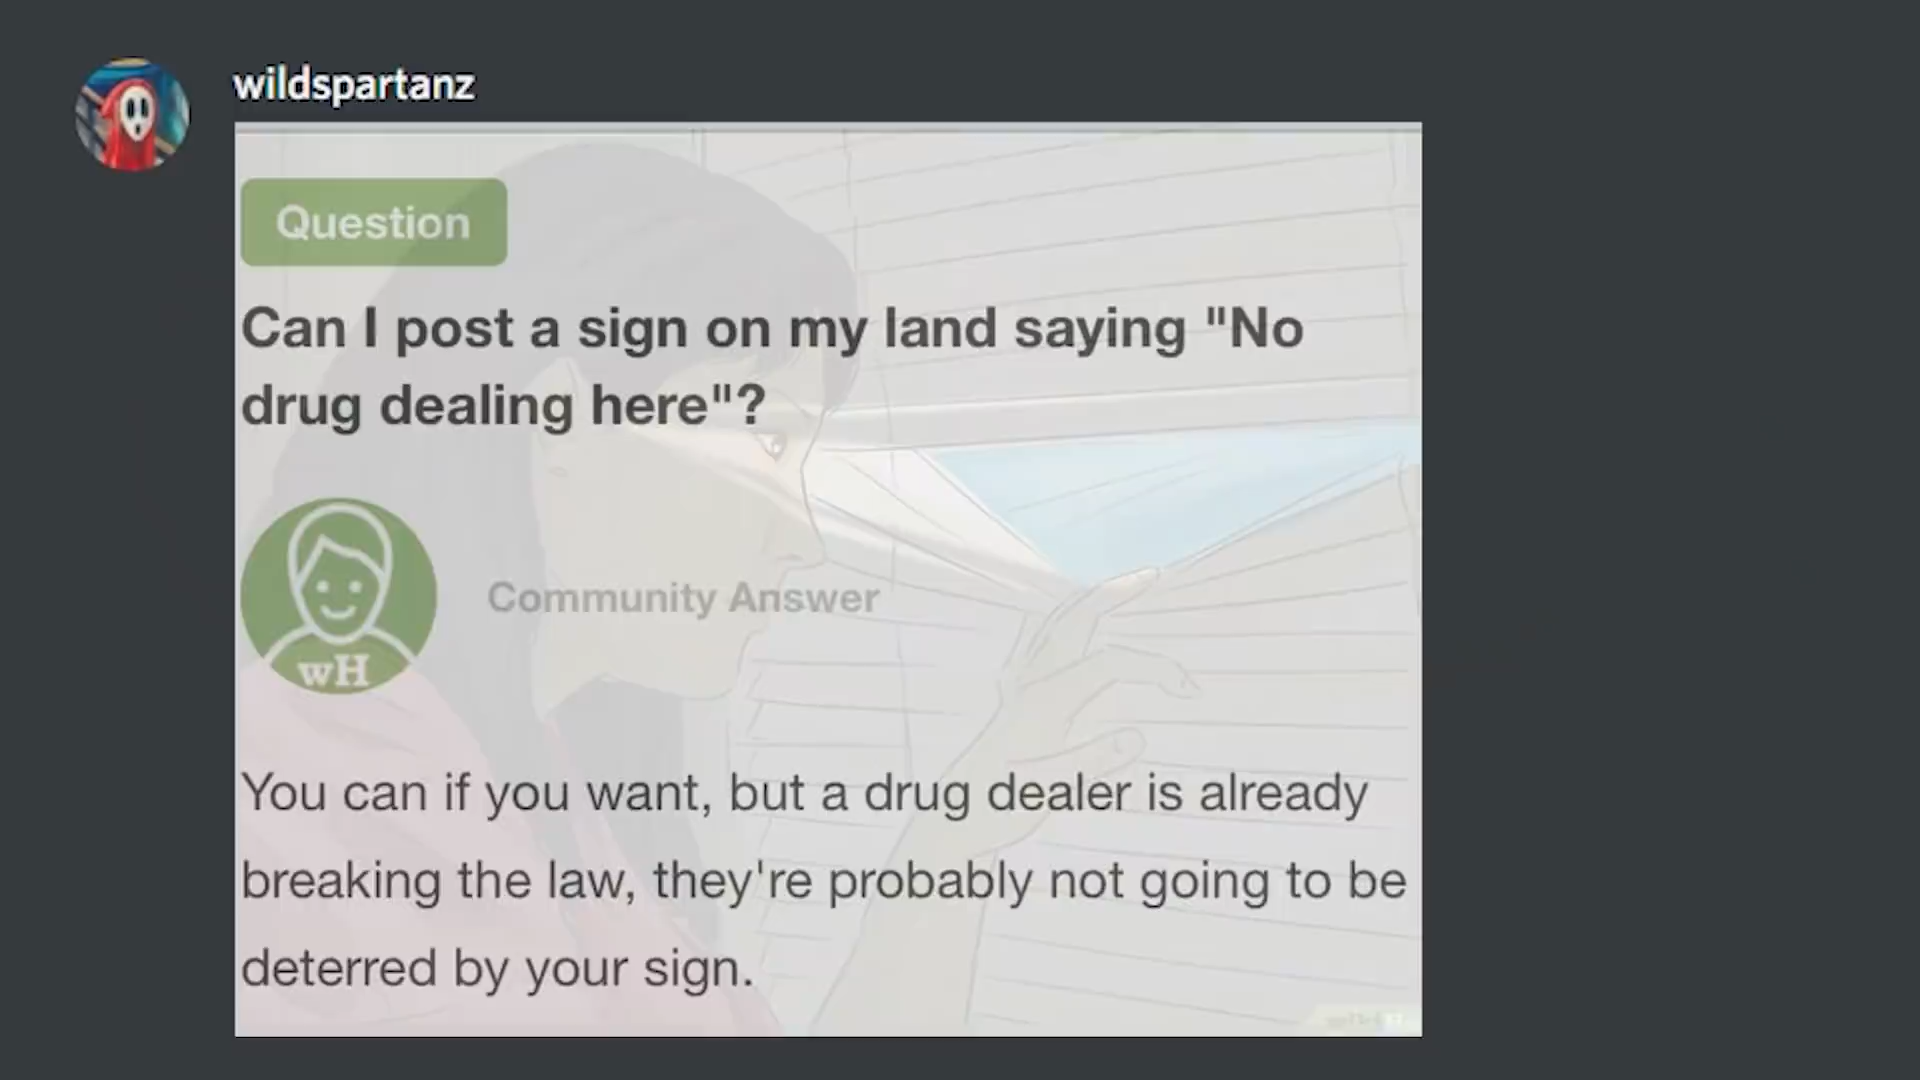 wildspartanz
Question
Can I post a sign on my land saying "No
drug dealing here"?
Community Answer
wH
You can if you want, but a drug dealer is already
breaking the law, they're probably not going to be
deterred by your sign.